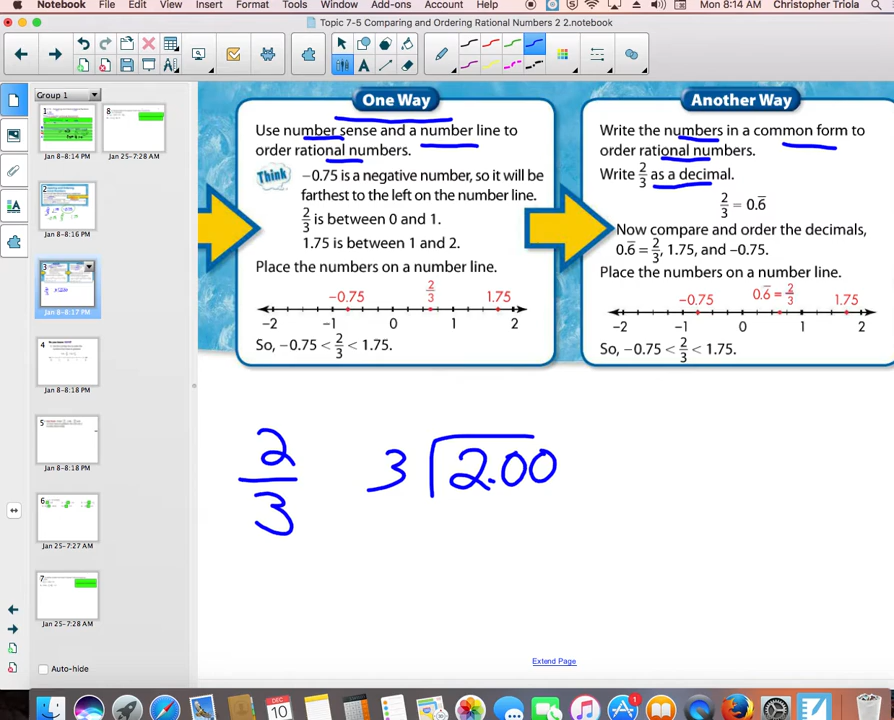 Notebook File Edit View Insert Format Tools Window Add-ons Account Help Mon 8:14 AM Christopher Triola
Topic 7-5 Comparing and Ordering Rational Numbers 2 2.notebook
Group 1
1
Jan 8-8:14 PM
8
Jan 25-7:28 AM
2
Jan 8-8:16 PM
3
Jan 8-8:17 PM
4
Jan 8-8:18 PM
5
Jan 8-8:18 PM
6
Jan 25-7:27 AM
7
Jan 25-7:28 AM
Auto-hide
One Way
Use number sense and a number line to
order rational numbers.
Think
−0.75 is a negative number, so it will be
farthest to the left on the number line.
2/3 is between 0 and 1.
1.75 is between 1 and 2.
Place the numbers on a number line.
−0.75 2/3 1.75
−2 −1 0 1 2
So, −0.75 < 2/3 < 1.75.
Another Way
Write the numbers in a common form to
order rational numbers.
Write 2/3 as a decimal.
2/3 = 0.6̅
Now compare and order the decimals,
0.6̅ = 2/3, 1.75, and −0.75.
Place the numbers on a number line.
−0.75 0.6̅ = 2/3 1.75
−2 −1 0 1 2
So, −0.75 < 2/3 < 1.75.
2/3 3 2.00
Extend Page
DEC
10
1